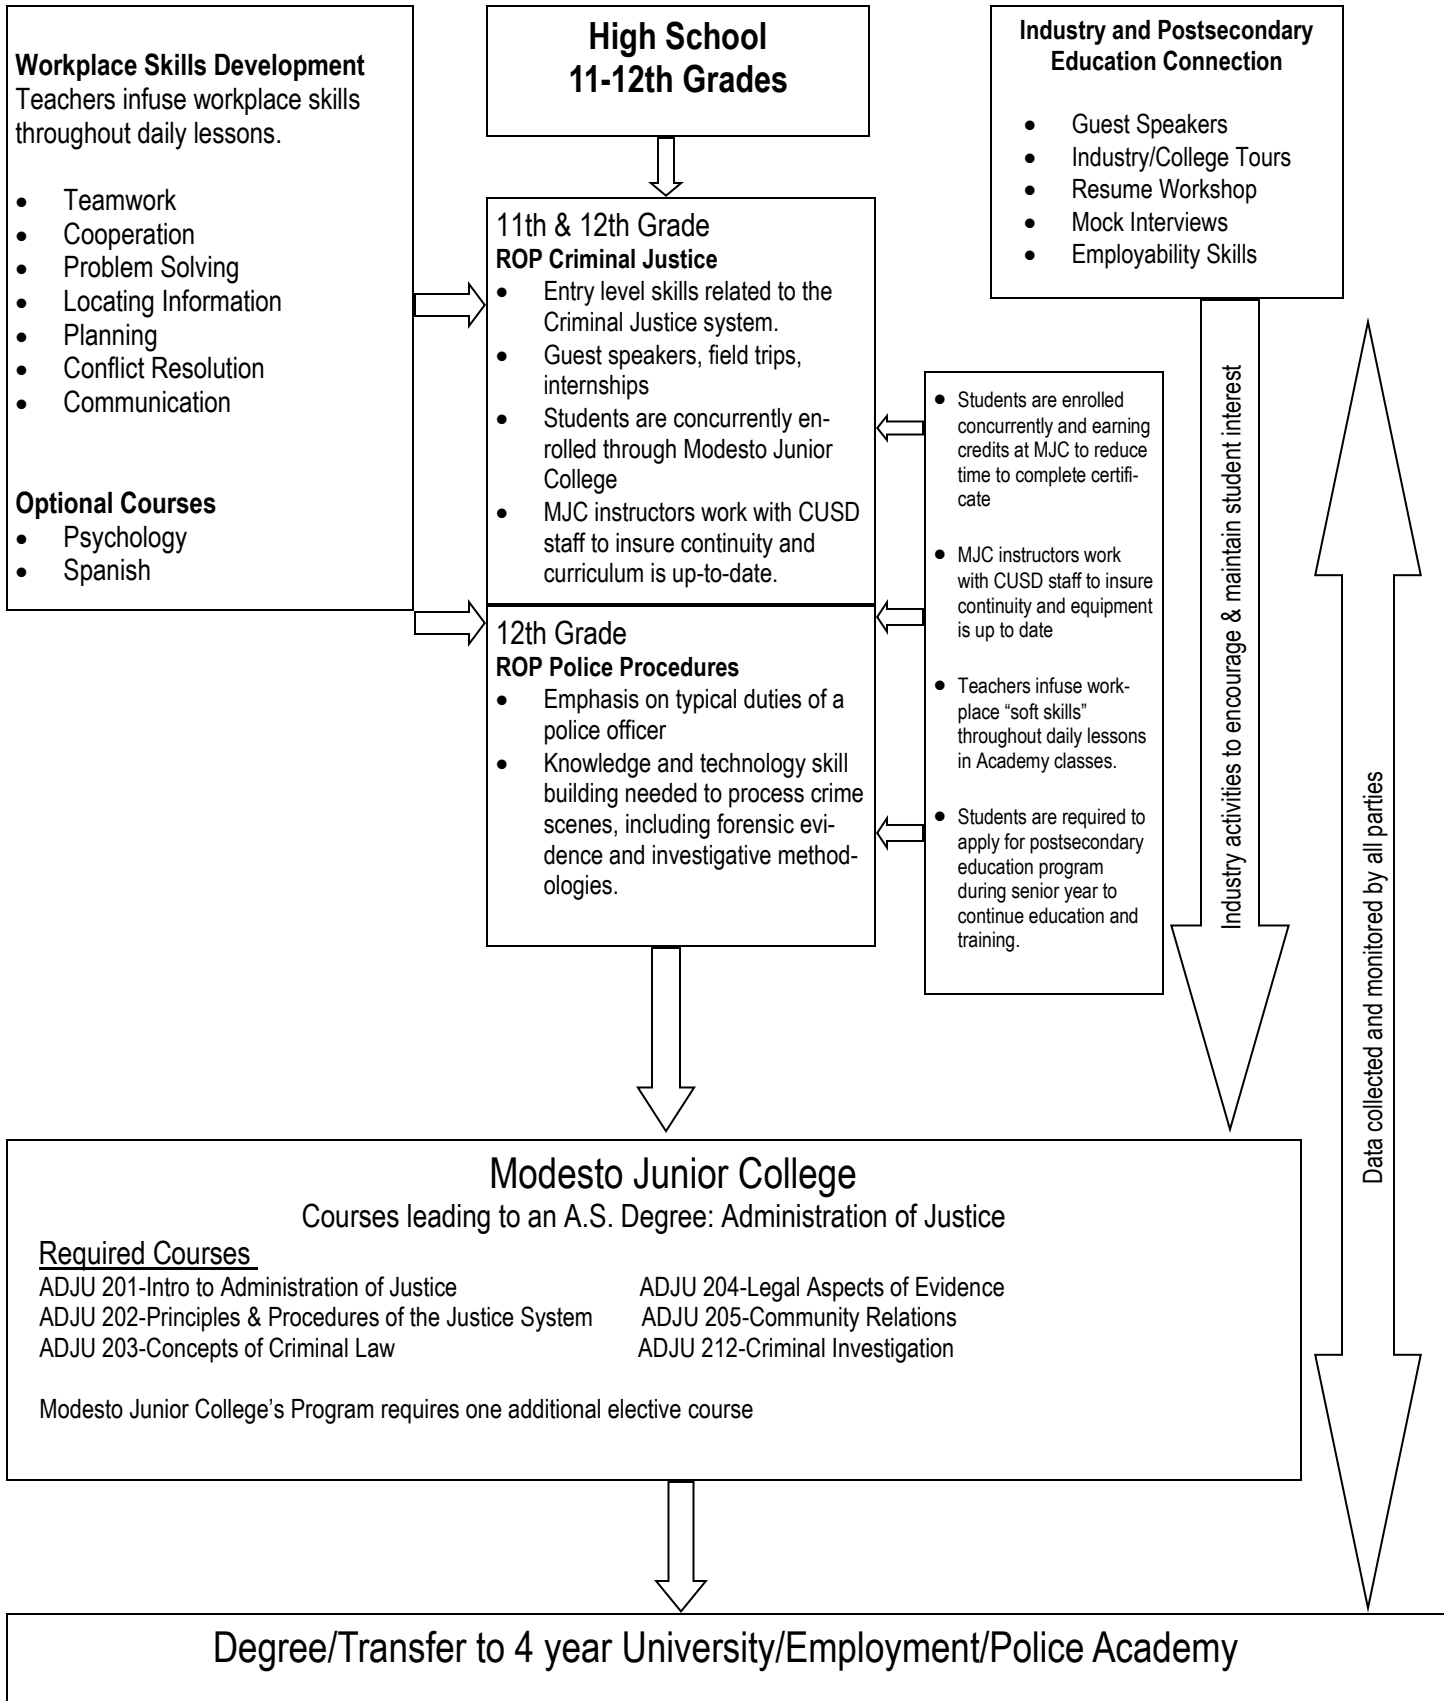 Workplace Skills Development
Teachers infuse workplace skills
throughout daily lessons.
• Teamwork
• Cooperation
• Problem Solving
• Locating Information
• Planning
• Conflict Resolution
• Communication
Optional Courses
• Psychology
• Spanish
High School
11-12th Grades
11th & 12th Grade
ROP Criminal Justice
• Entry level skills related to the
Criminal Justice system.
• Guest speakers, field trips,
internships
• Students are concurrently en-
rolled through Modesto Junior
College
• MJC instructors work with CUSD
staff to insure continuity and
curriculum is up-to-date.
12th Grade
ROP Police Procedures
• Emphasis on typical duties of a
police officer
• Knowledge and technology skill
building needed to process crime
scenes, including forensic evi-
dence and investigative method-
ologies.
Industry and Postsecondary
Education Connection
• Guest Speakers
• Industry/College Tours
• Resume Workshop
• Mock Interviews
• Employability Skills
• Students are enrolled
concurrently and earning
credits at MJC to reduce
time to complete certifi-
cate
• MJC instructors work
with CUSD staff to insure
continuity and equipment
is up to date
• Teachers infuse work-
place “soft skills”
throughout daily lessons
in Academy classes.
• Students are required to
apply for postsecondary
education program
during senior year to
continue education and
training.
Industry activities to encourage & maintain student interest
Data collected and monitored by all parties
Modesto Junior College
Courses leading to an A.S. Degree: Administration of Justice
Required Courses
ADJU 201-Intro to Administration of Justice ADJU 204-Legal Aspects of Evidence
ADJU 202-Principles & Procedures of the Justice System ADJU 205-Community Relations
ADJU 203-Concepts of Criminal Law ADJU 212-Criminal Investigation
Modesto Junior College’s Program requires one additional elective course
Degree/Transfer to 4 year University/Employment/Police Academy